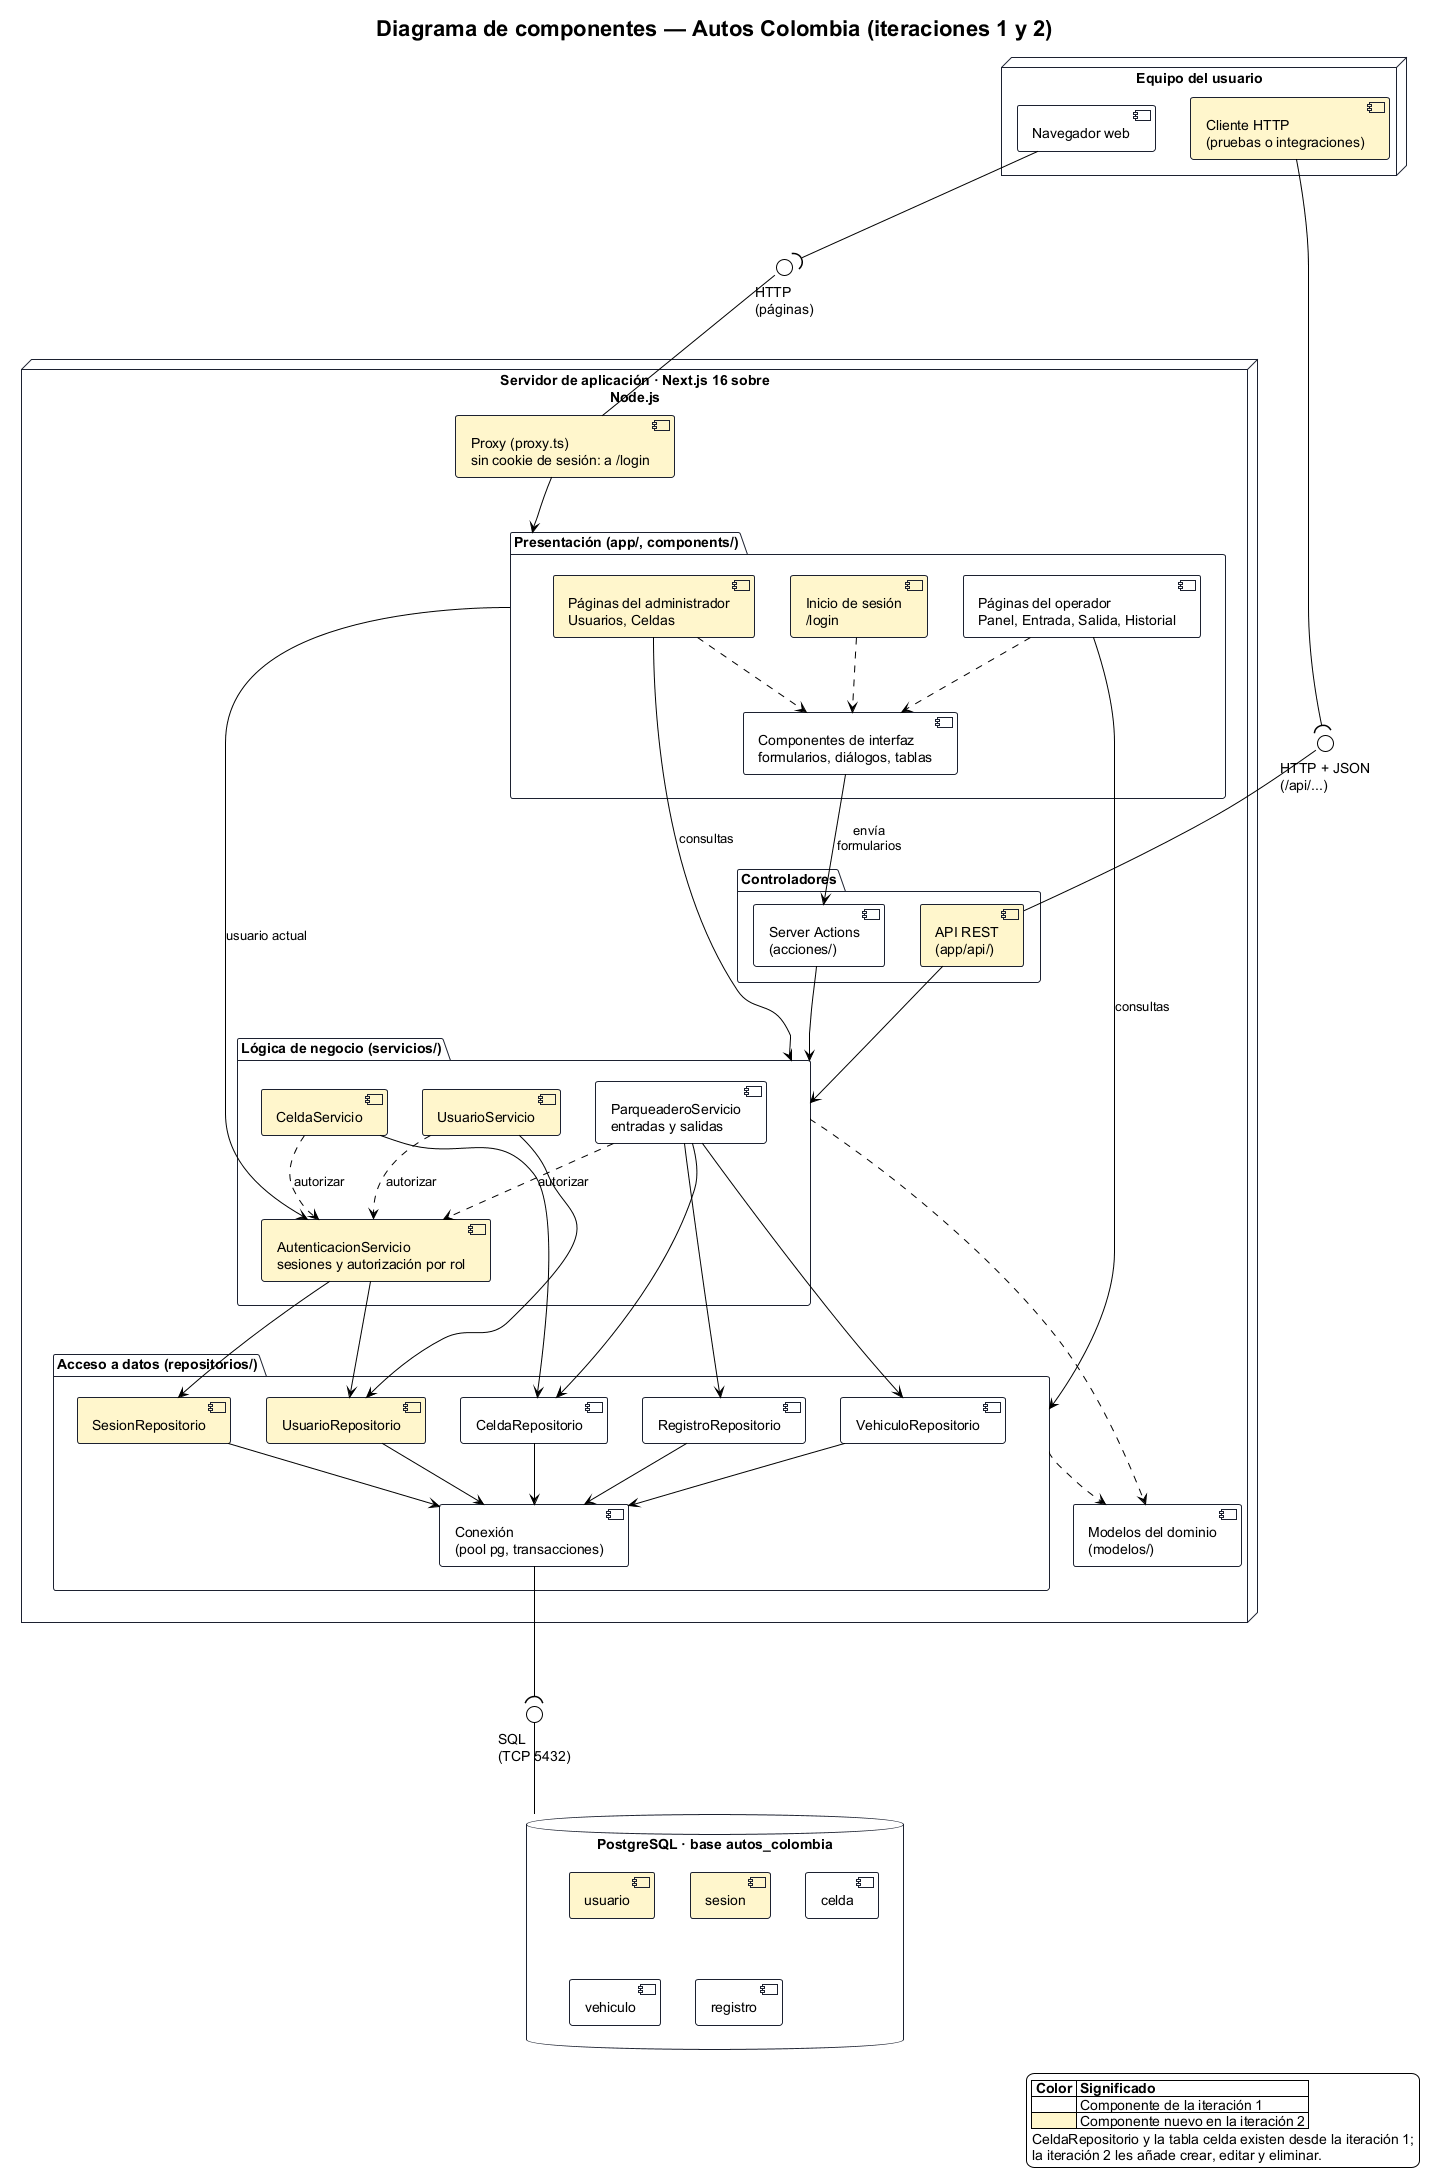 Diagrama de componentes — Autos Colombia (iteraciones 1 y 2)
Equipo del usuario
Navegador web
Cliente HTTP
(pruebas o integraciones)
HTTP
(páginas)
Servidor de aplicación · Next.js 16 sobre
Node.js
Proxy (proxy.ts)
sin cookie de sesión: a /login
Presentación (app/, components/)
Páginas del administrador
Usuarios, Celdas
Inicio de sesión
/login
Páginas del operador
Panel, Entrada, Salida, Historial
Componentes de interfaz
formularios, diálogos, tablas
HTTP + JSON
(/api/...)
consultas
envía
formularios
Controladores
Server Actions
(acciones/)
API REST
(app/api/)
usuario actual
consultas
Lógica de negocio (servicios/)
CeldaServicio
UsuarioServicio
ParqueaderoServicio
entradas y salidas
autorizar
autorizar
autorizar
AutenticacionServicio
sesiones y autorización por rol
Acceso a datos (repositorios/)
SesionRepositorio
UsuarioRepositorio
CeldaRepositorio
RegistroRepositorio
VehiculoRepositorio
Conexión
(pool pg, transacciones)
Modelos del dominio
(modelos/)
SQL
(TCP 5432)
PostgreSQL · base autos_colombia
usuario
sesion
celda
vehiculo
registro
Color Significado
Componente de la iteración 1
Componente nuevo en la iteración 2
CeldaRepositorio y la tabla celda existen desde la iteración 1;
la iteración 2 les añade crear, editar y eliminar.